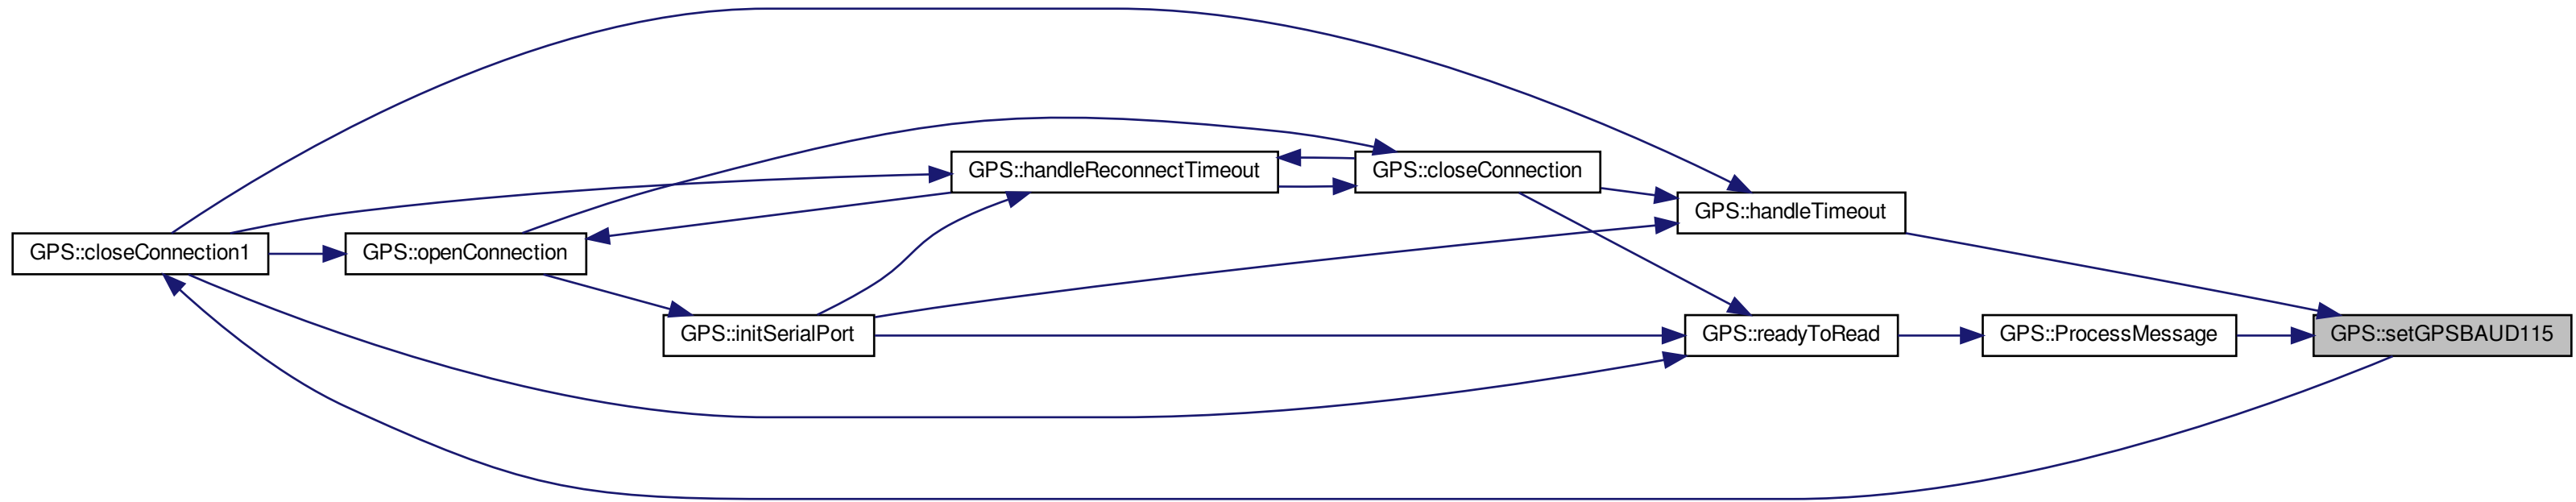 GPS::handleReconnectTimeout
GPS::closeConnection
GPS::handleTimeout
GPS::closeConnection1
GPS::openConnection
GPS::initSerialPort
GPS::readyToRead
GPS::ProcessMessage
GPS::setGPSBAUD115